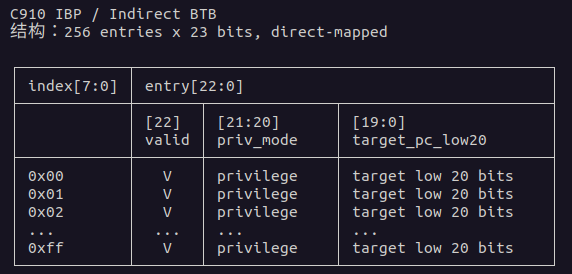 C910 IBP / Indirect BTB
结构：256 entries x 23 bits, direct-mapped
index[7:0] entry[22:0]
[22] [21:20] [19:0]
valid priv_mode target_pc_low20
0x00 V privilege target low 20 bits
0x01 V privilege target low 20 bits
0x02 V privilege target low 20 bits
... ... ... ...
0xff V privilege target low 20 bits